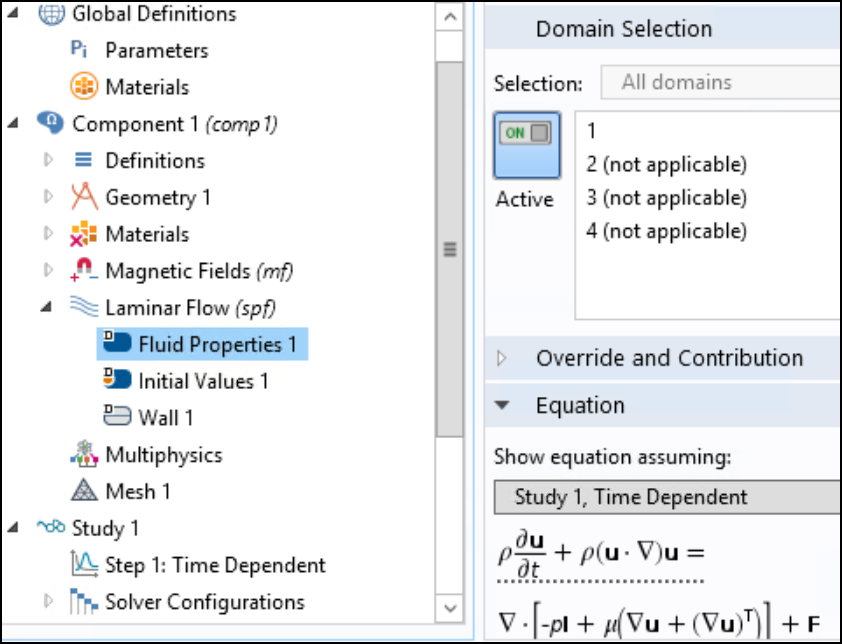 Global Definitions
Pi Parameters
Materials
Component 1 (comp1)
Definitions
Geometry 1
Materials
Magnetic Fields (mf)
Laminar Flow (spf)
D Fluid Properties 1
D Initial Values 1
D Wall 1
Multiphysics
Mesh 1
Study 1
Step 1: Time Dependent
Solver Configurations
Domain Selection
Selection: All domains
ON
Active
1
2 (not applicable)
3 (not applicable)
4 (not applicable)
Override and Contribution
Equation
Show equation assuming:
Study 1, Time Dependent
ρ∂u/∂t + ρ(u · ∇)u =
∇ · [-pI + μ(∇u + (∇u)ᵀ)] + F